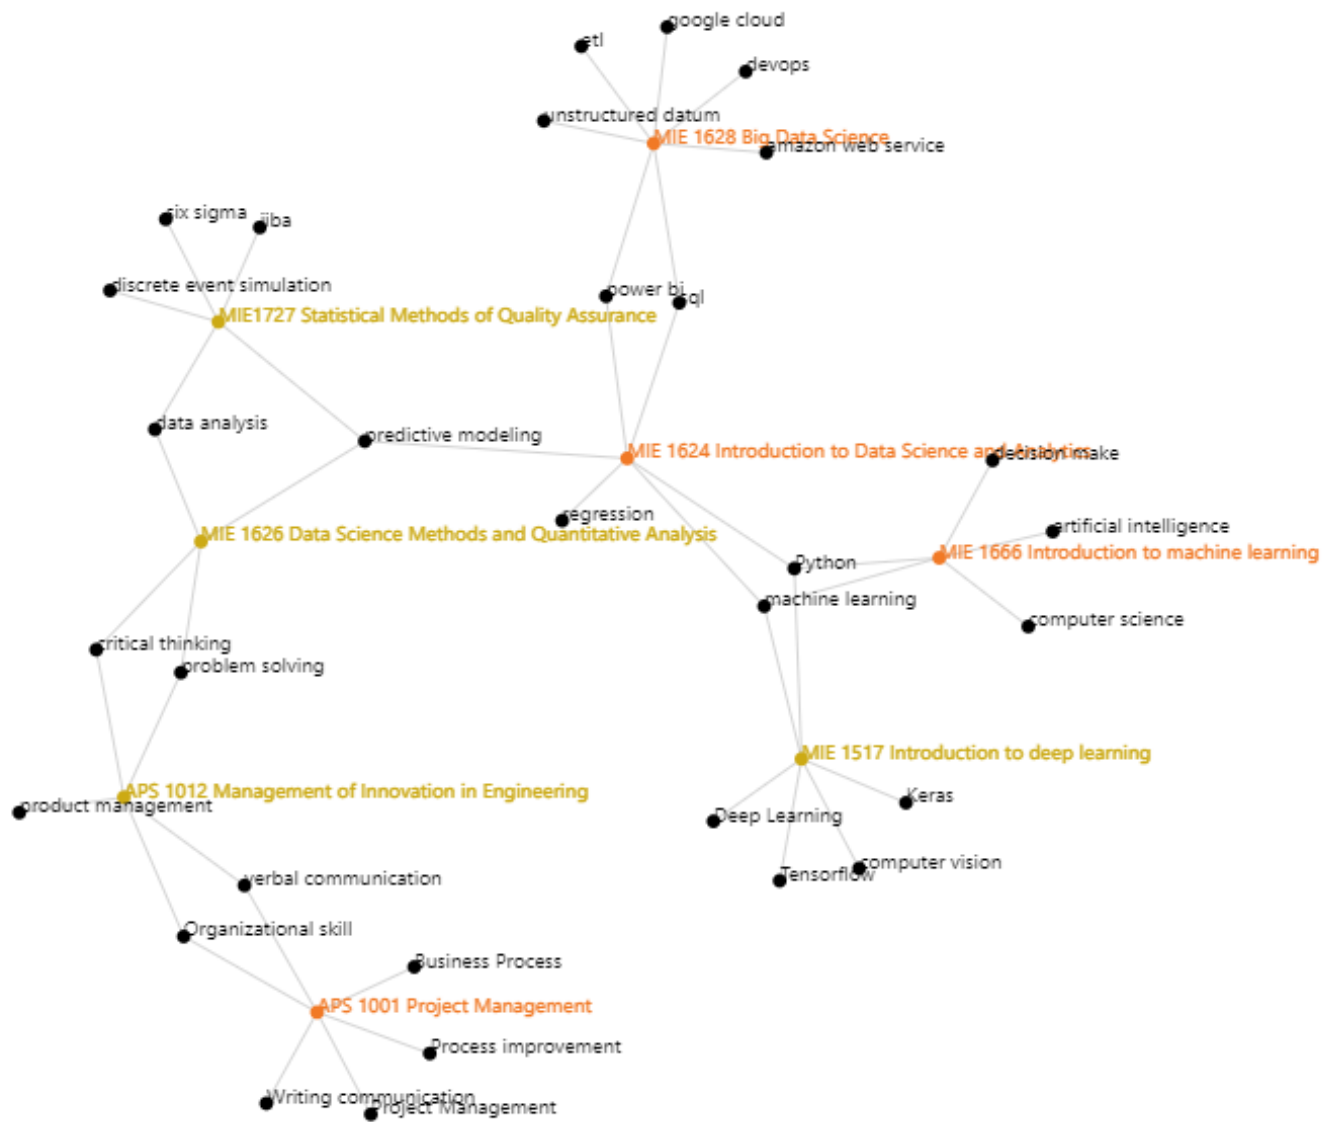 google cloud
etl
devops
unstructured datum
MIE 1628 Big Data Science
amazon web service
six sigma
iiba
discrete event simulation
power bi
sql
MIE1727 Statistical Methods of Quality Assurance
data analysis
predictive modeling
MIE 1624 Introduction to Data Science and Analytics
decision make
regression
artificial intelligence
MIE 1626 Data Science Methods and Quantitative Analysis
MIE 1666 Introduction to machine learning
Python
machine learning
computer science
critical thinking
problem solving
MIE 1517 Introduction to deep learning
APS 1012 Management of Innovation in Engineering
Keras
product management
Deep Learning
computer vision
Tensorflow
verbal communication
Organizational skill
Business Process
APS 1001 Project Management
Process improvement
Writing communication
Project Management